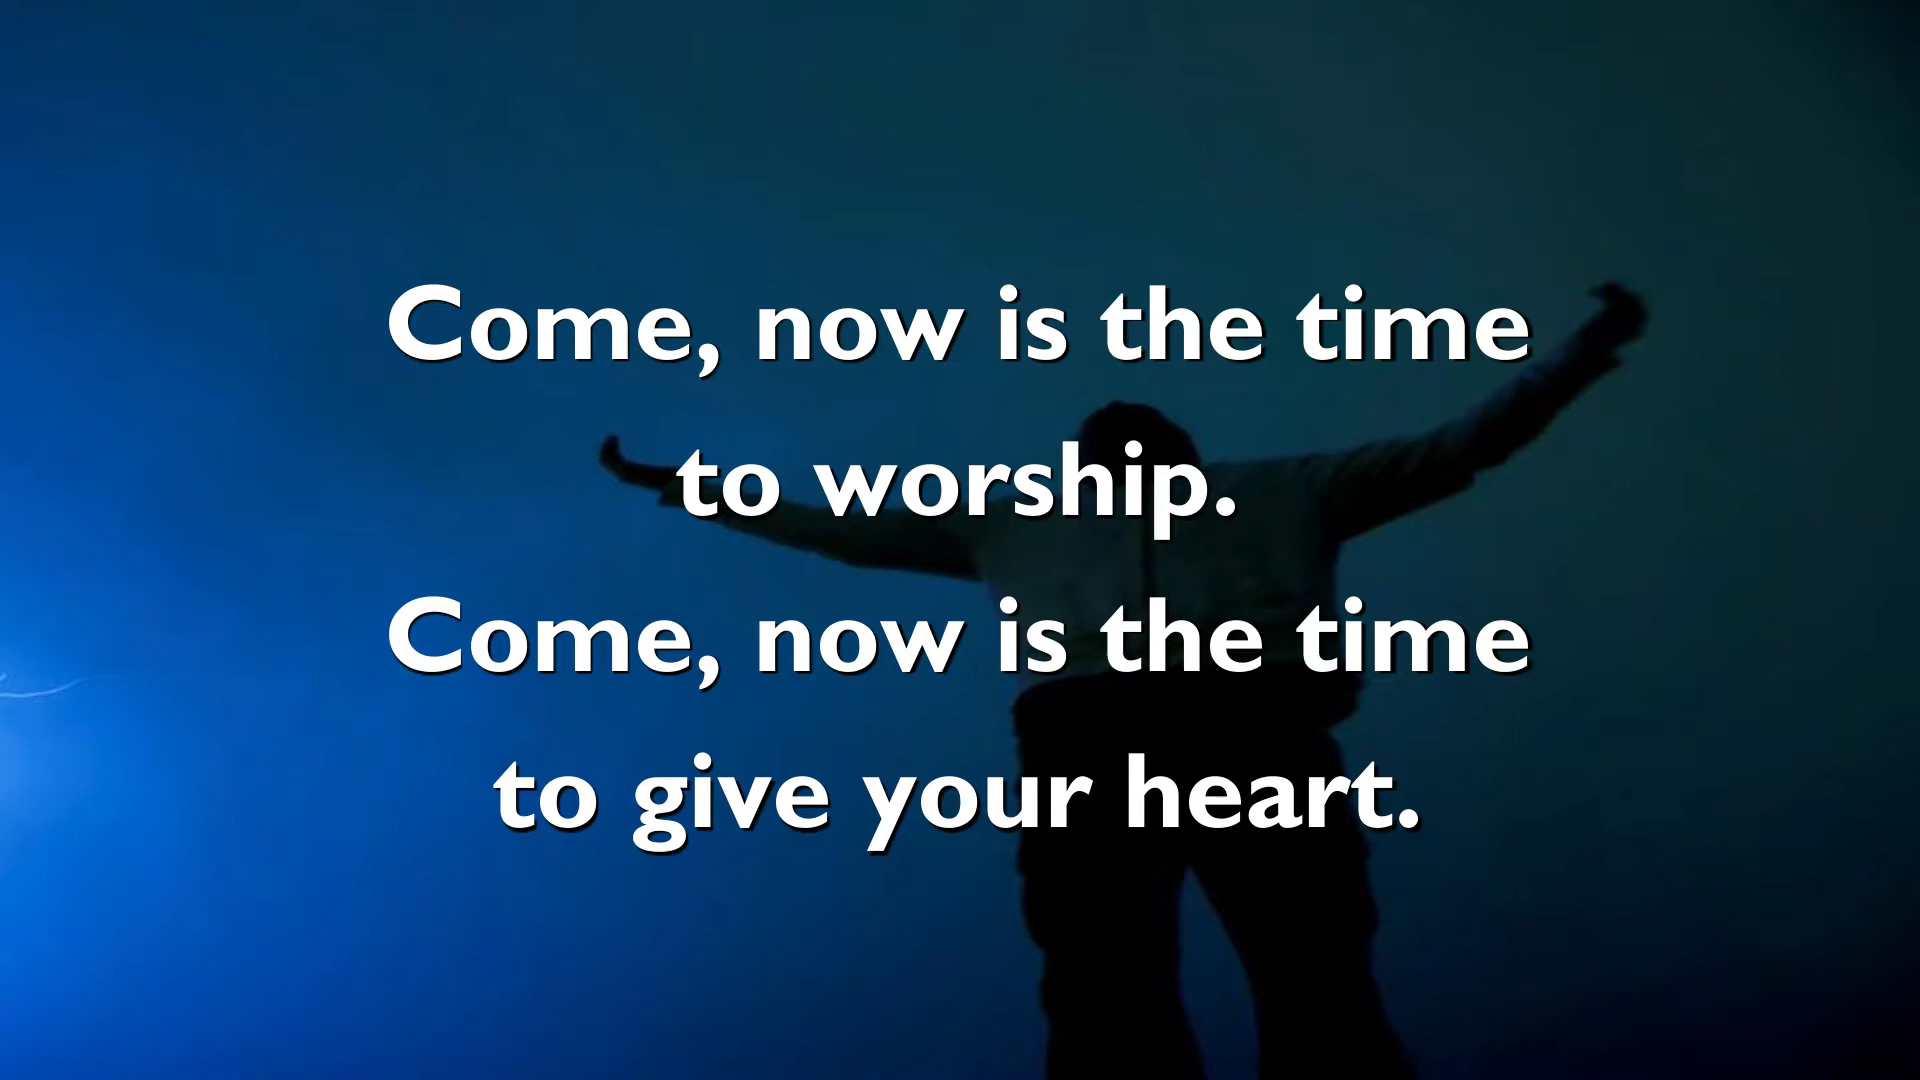 Come, now is the time
to worship.
Come, now is the time
to give your heart.